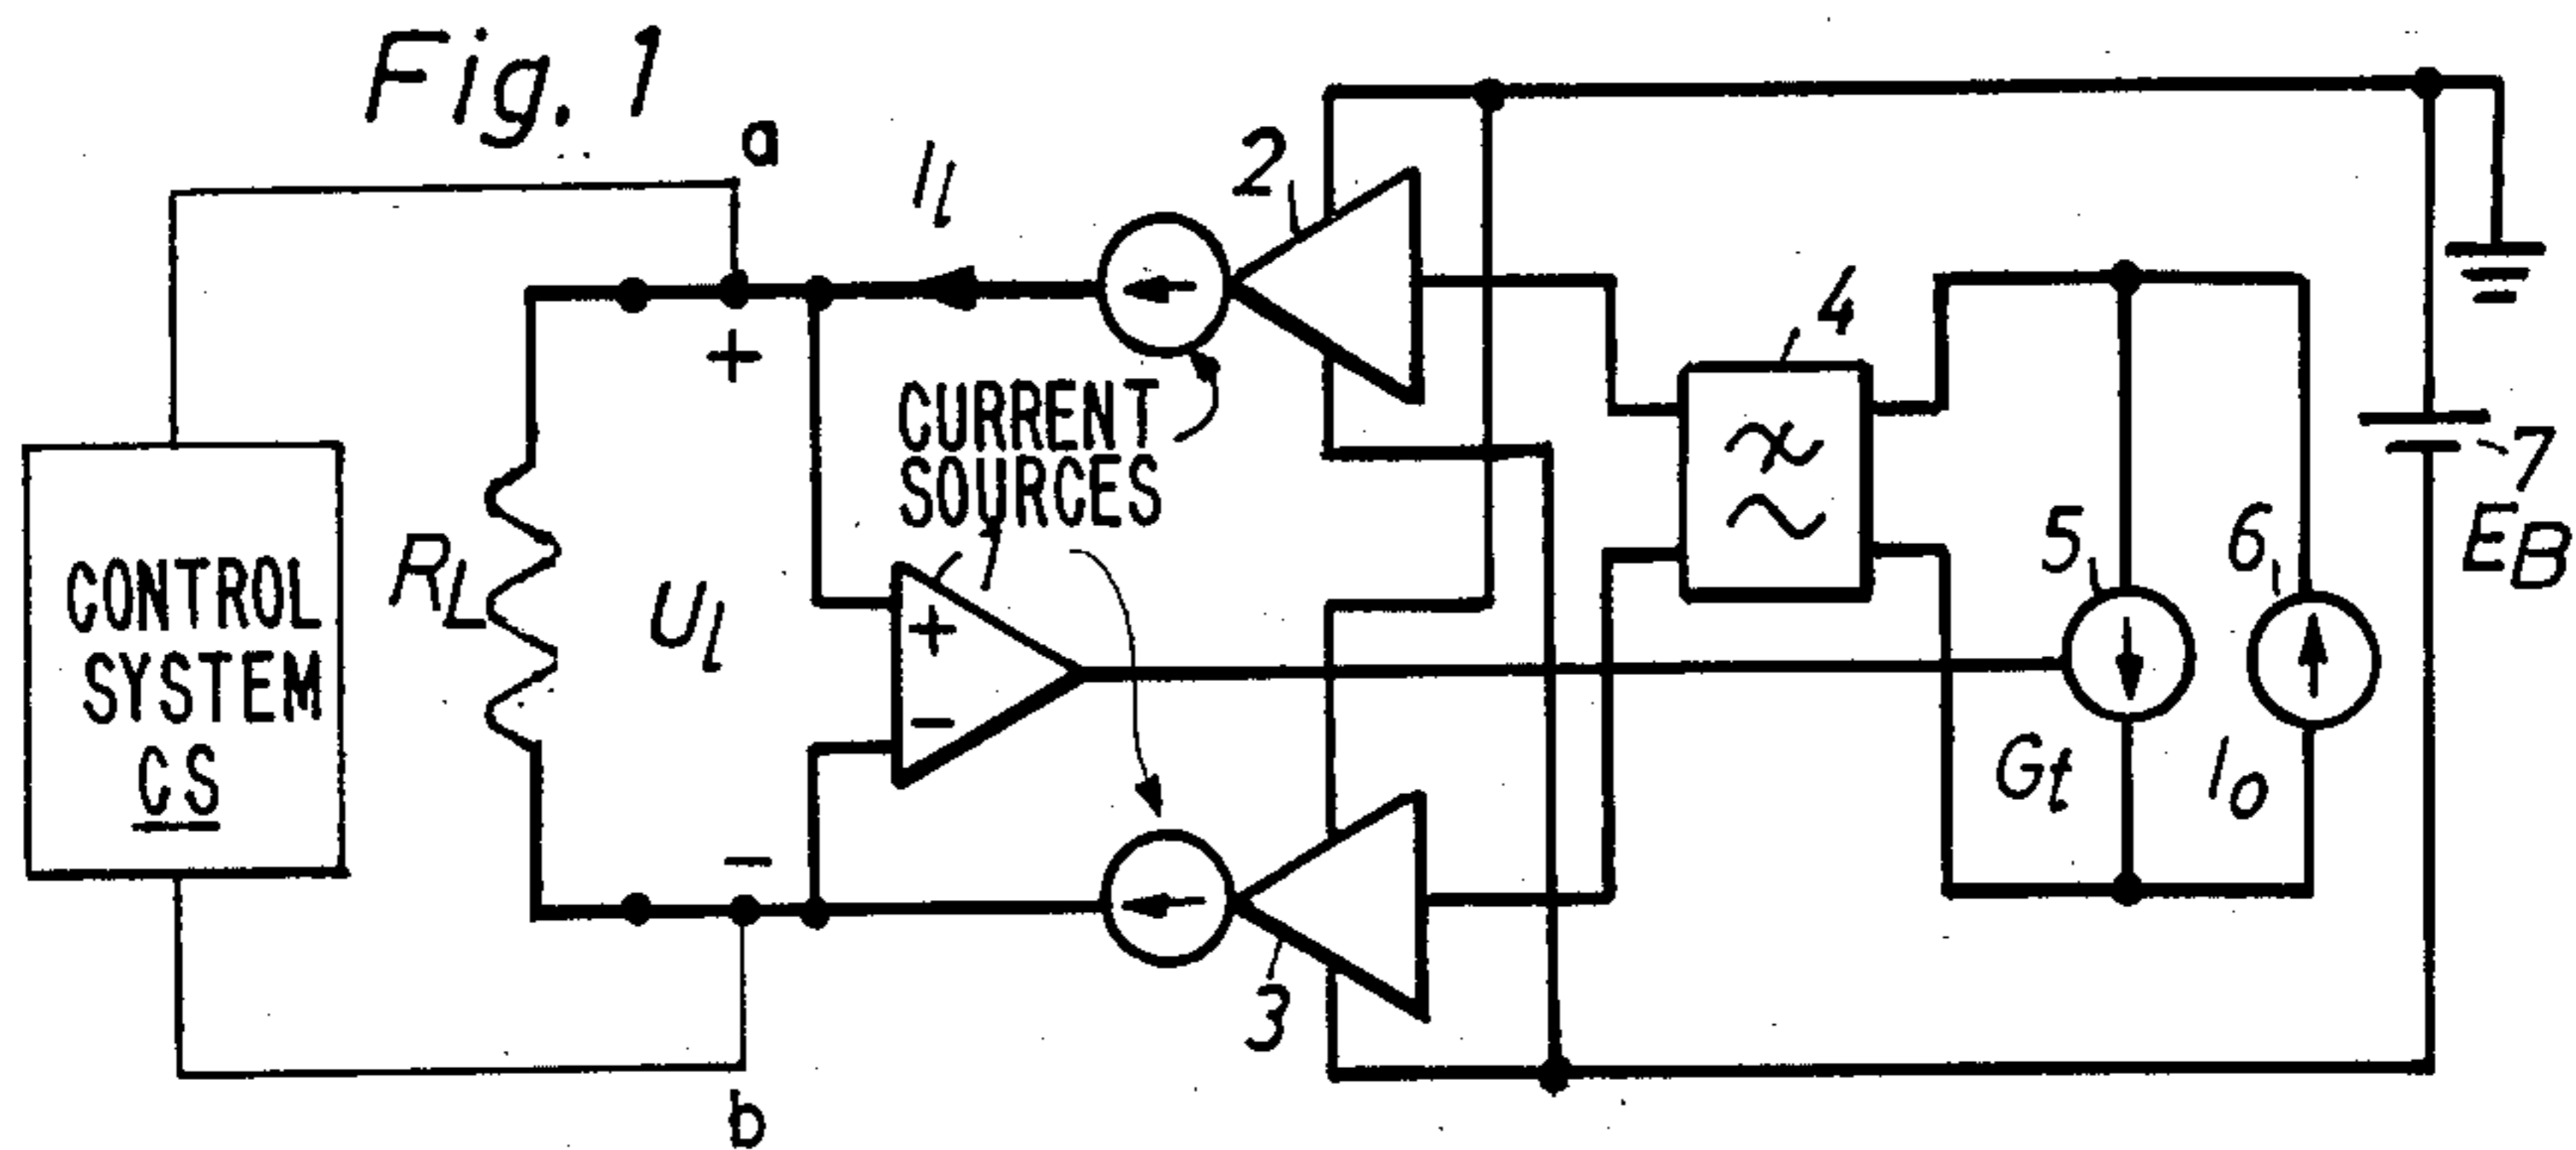 Fig. 1
a
Il
2
4
+
CURRENT
SOURCES
7
EB
5
6
RL
Ul
1
+
−
CONTROL
SYSTEM
CS
Gt
Io
−
3
b